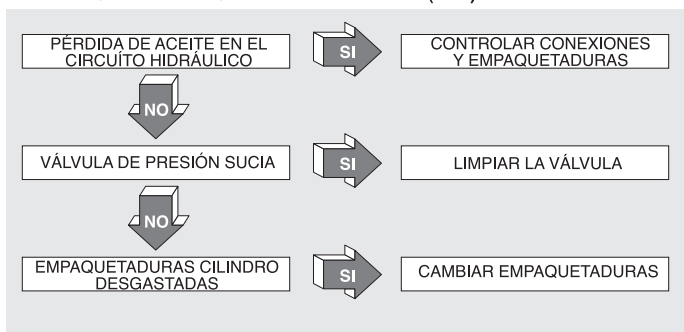 PÉRDIDA DE ACEITE EN EL
CIRCUÍTO HIDRÁULICO
SI
CONTROLAR CONEXIONES
Y EMPAQUETADURAS
NO
VÁLVULA DE PRESIÓN SUCIA
SI
LIMPIAR LA VÁLVULA
NO
EMPAQUETADURAS CILINDRO
DESGASTADAS
SI
CAMBIAR EMPAQUETADURAS